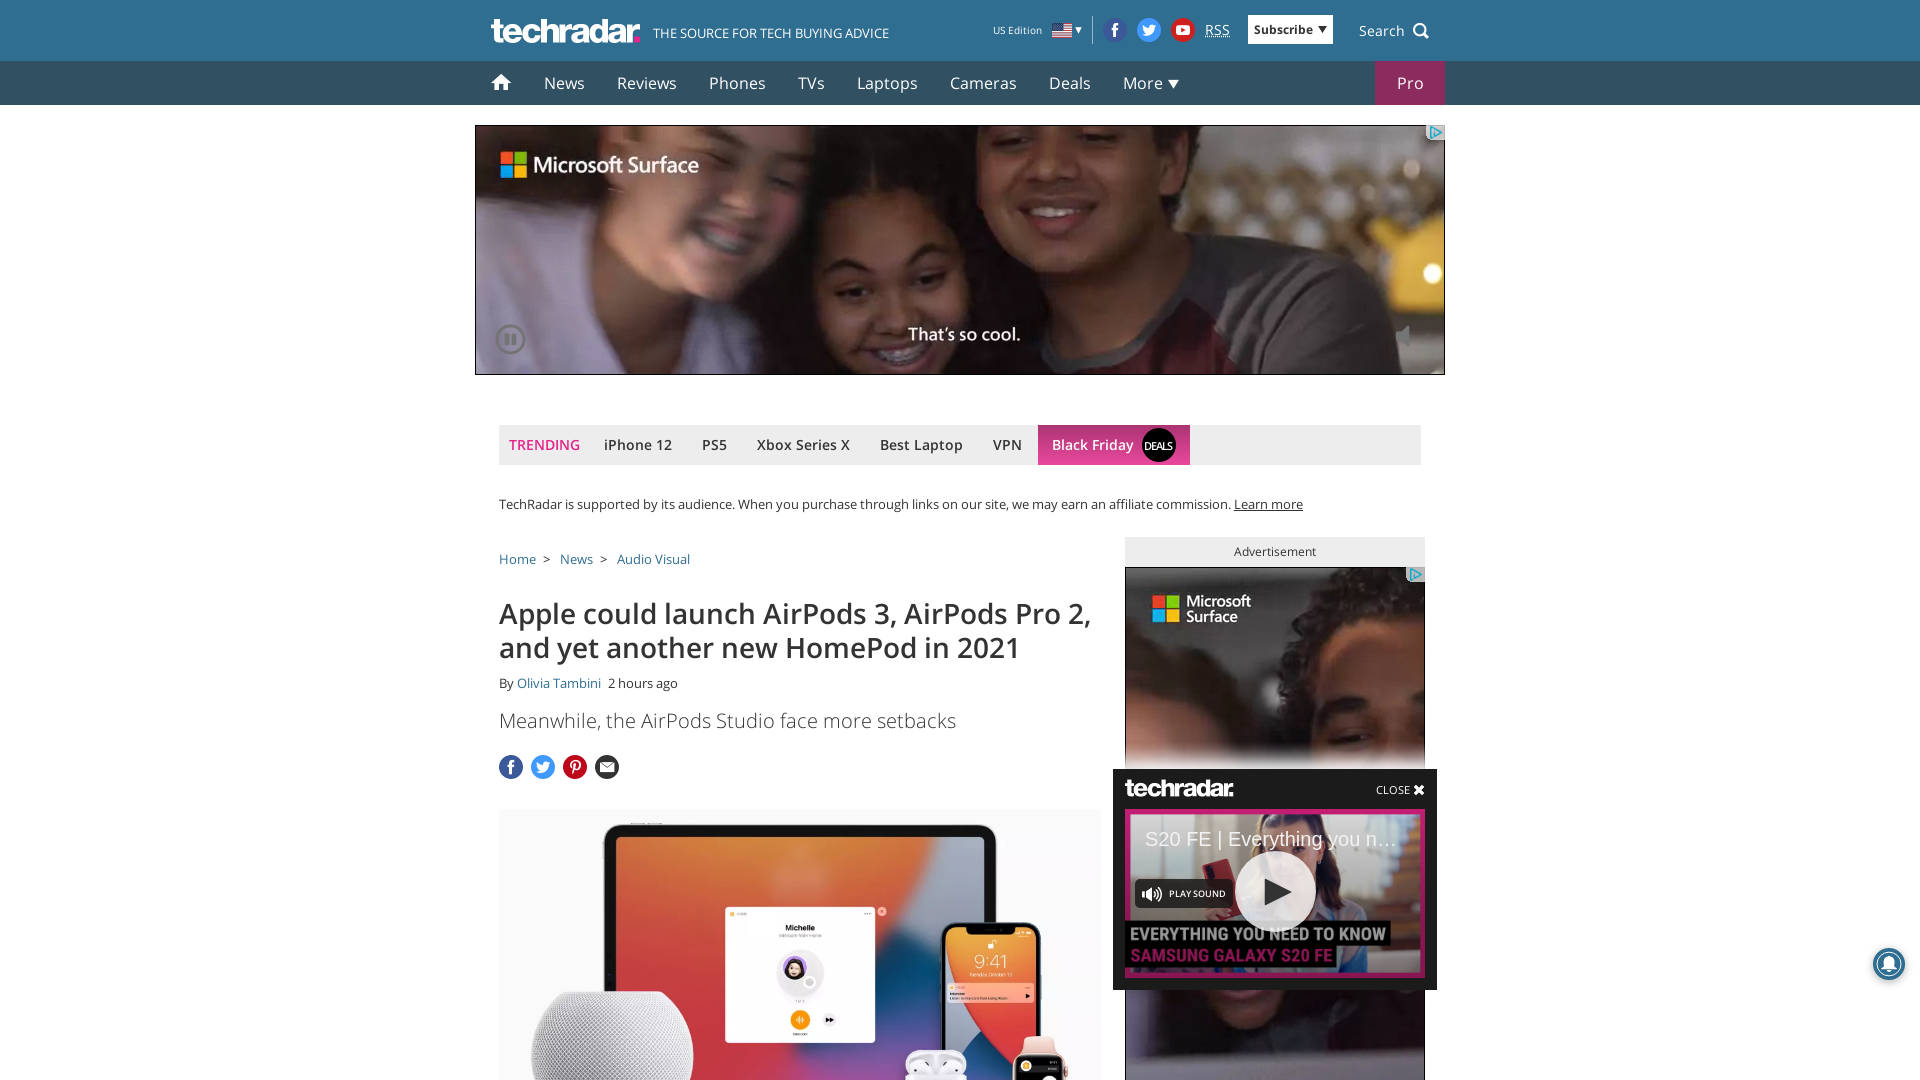 techradar.
THE SOURCE FOR TECH BUYING ADVICE
US Edition
RSS
Subscribe
Search
News
Reviews
Phones
TVs
Laptops
Cameras
Deals
More
Pro
Microsoft Surface
That's so cool.
TRENDING
iPhone 12
PS5
Xbox Series X
Best Laptop
VPN
Black Friday
DEALS
TechRadar is supported by its audience. When you purchase through links on our site, we may earn an affiliate commission. Learn more
Home > News > Audio Visual
Apple could launch AirPods 3, AirPods Pro 2,
and yet another new HomePod in 2021
By Olivia Tambini 2 hours ago
Meanwhile, the AirPods Studio face more setbacks
Michelle
Intercom from Home
9:41
Tuesday, October 13
Advertisement
Microsoft
Surface
techradar.
CLOSE
S20 FE | Everything you n...
PLAY SOUND
EVERYTHING YOU NEED TO KNOW
SAMSUNG GALAXY S20 FE